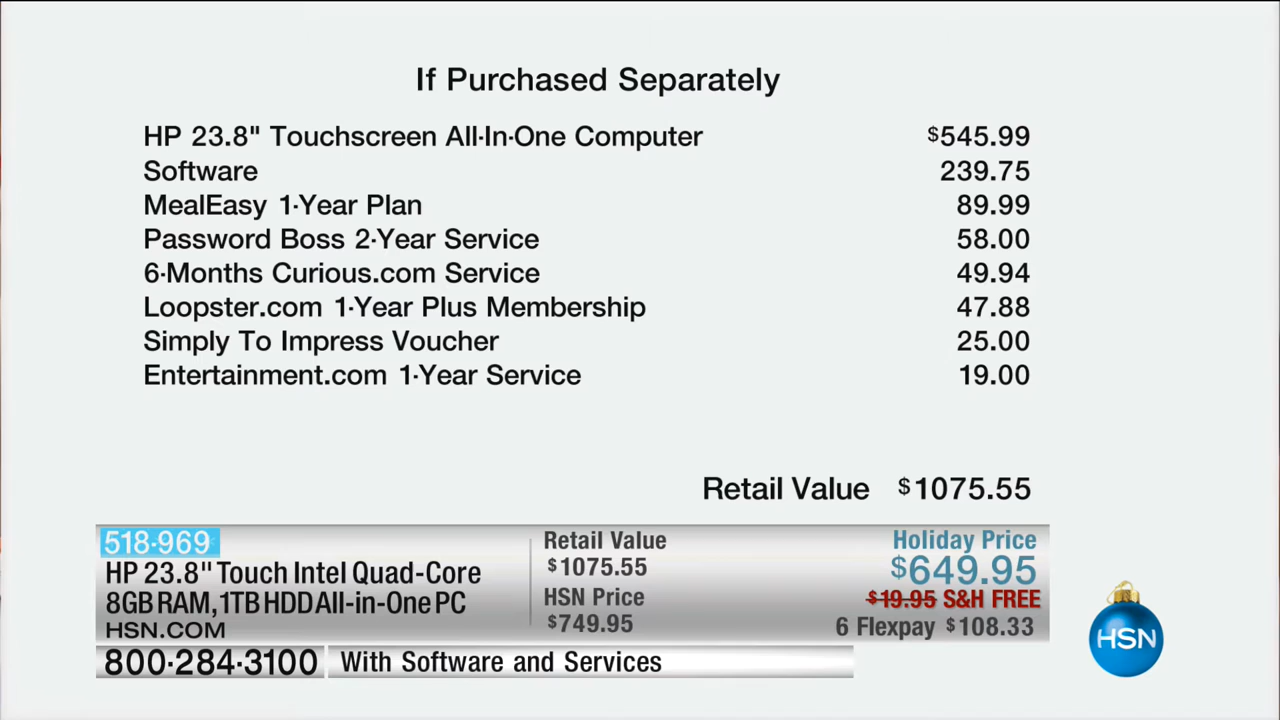 If Purchased Separately
HP 23.8" Touchscreen All-In-One Computer $545.99
Software 239.75
MealEasy 1-Year Plan 89.99
Password Boss 2-Year Service 58.00
6-Months Curious.com Service 49.94
Loopster.com 1-Year Plus Membership 47.88
Simply To Impress Voucher 25.00
Entertainment.com 1-Year Service 19.00
Retail Value $1075.55
518-969
HP 23.8" Touch Intel Quad-Core
8GB RAM, 1TB HDD All-in-One PC
HSN.COM
Retail Value
$1075.55
HSN Price
$749.95
Holiday Price
$649.95
$19.95 S&H FREE
6 Flexpay $108.33
800-284-3100 With Software and Services
HSN